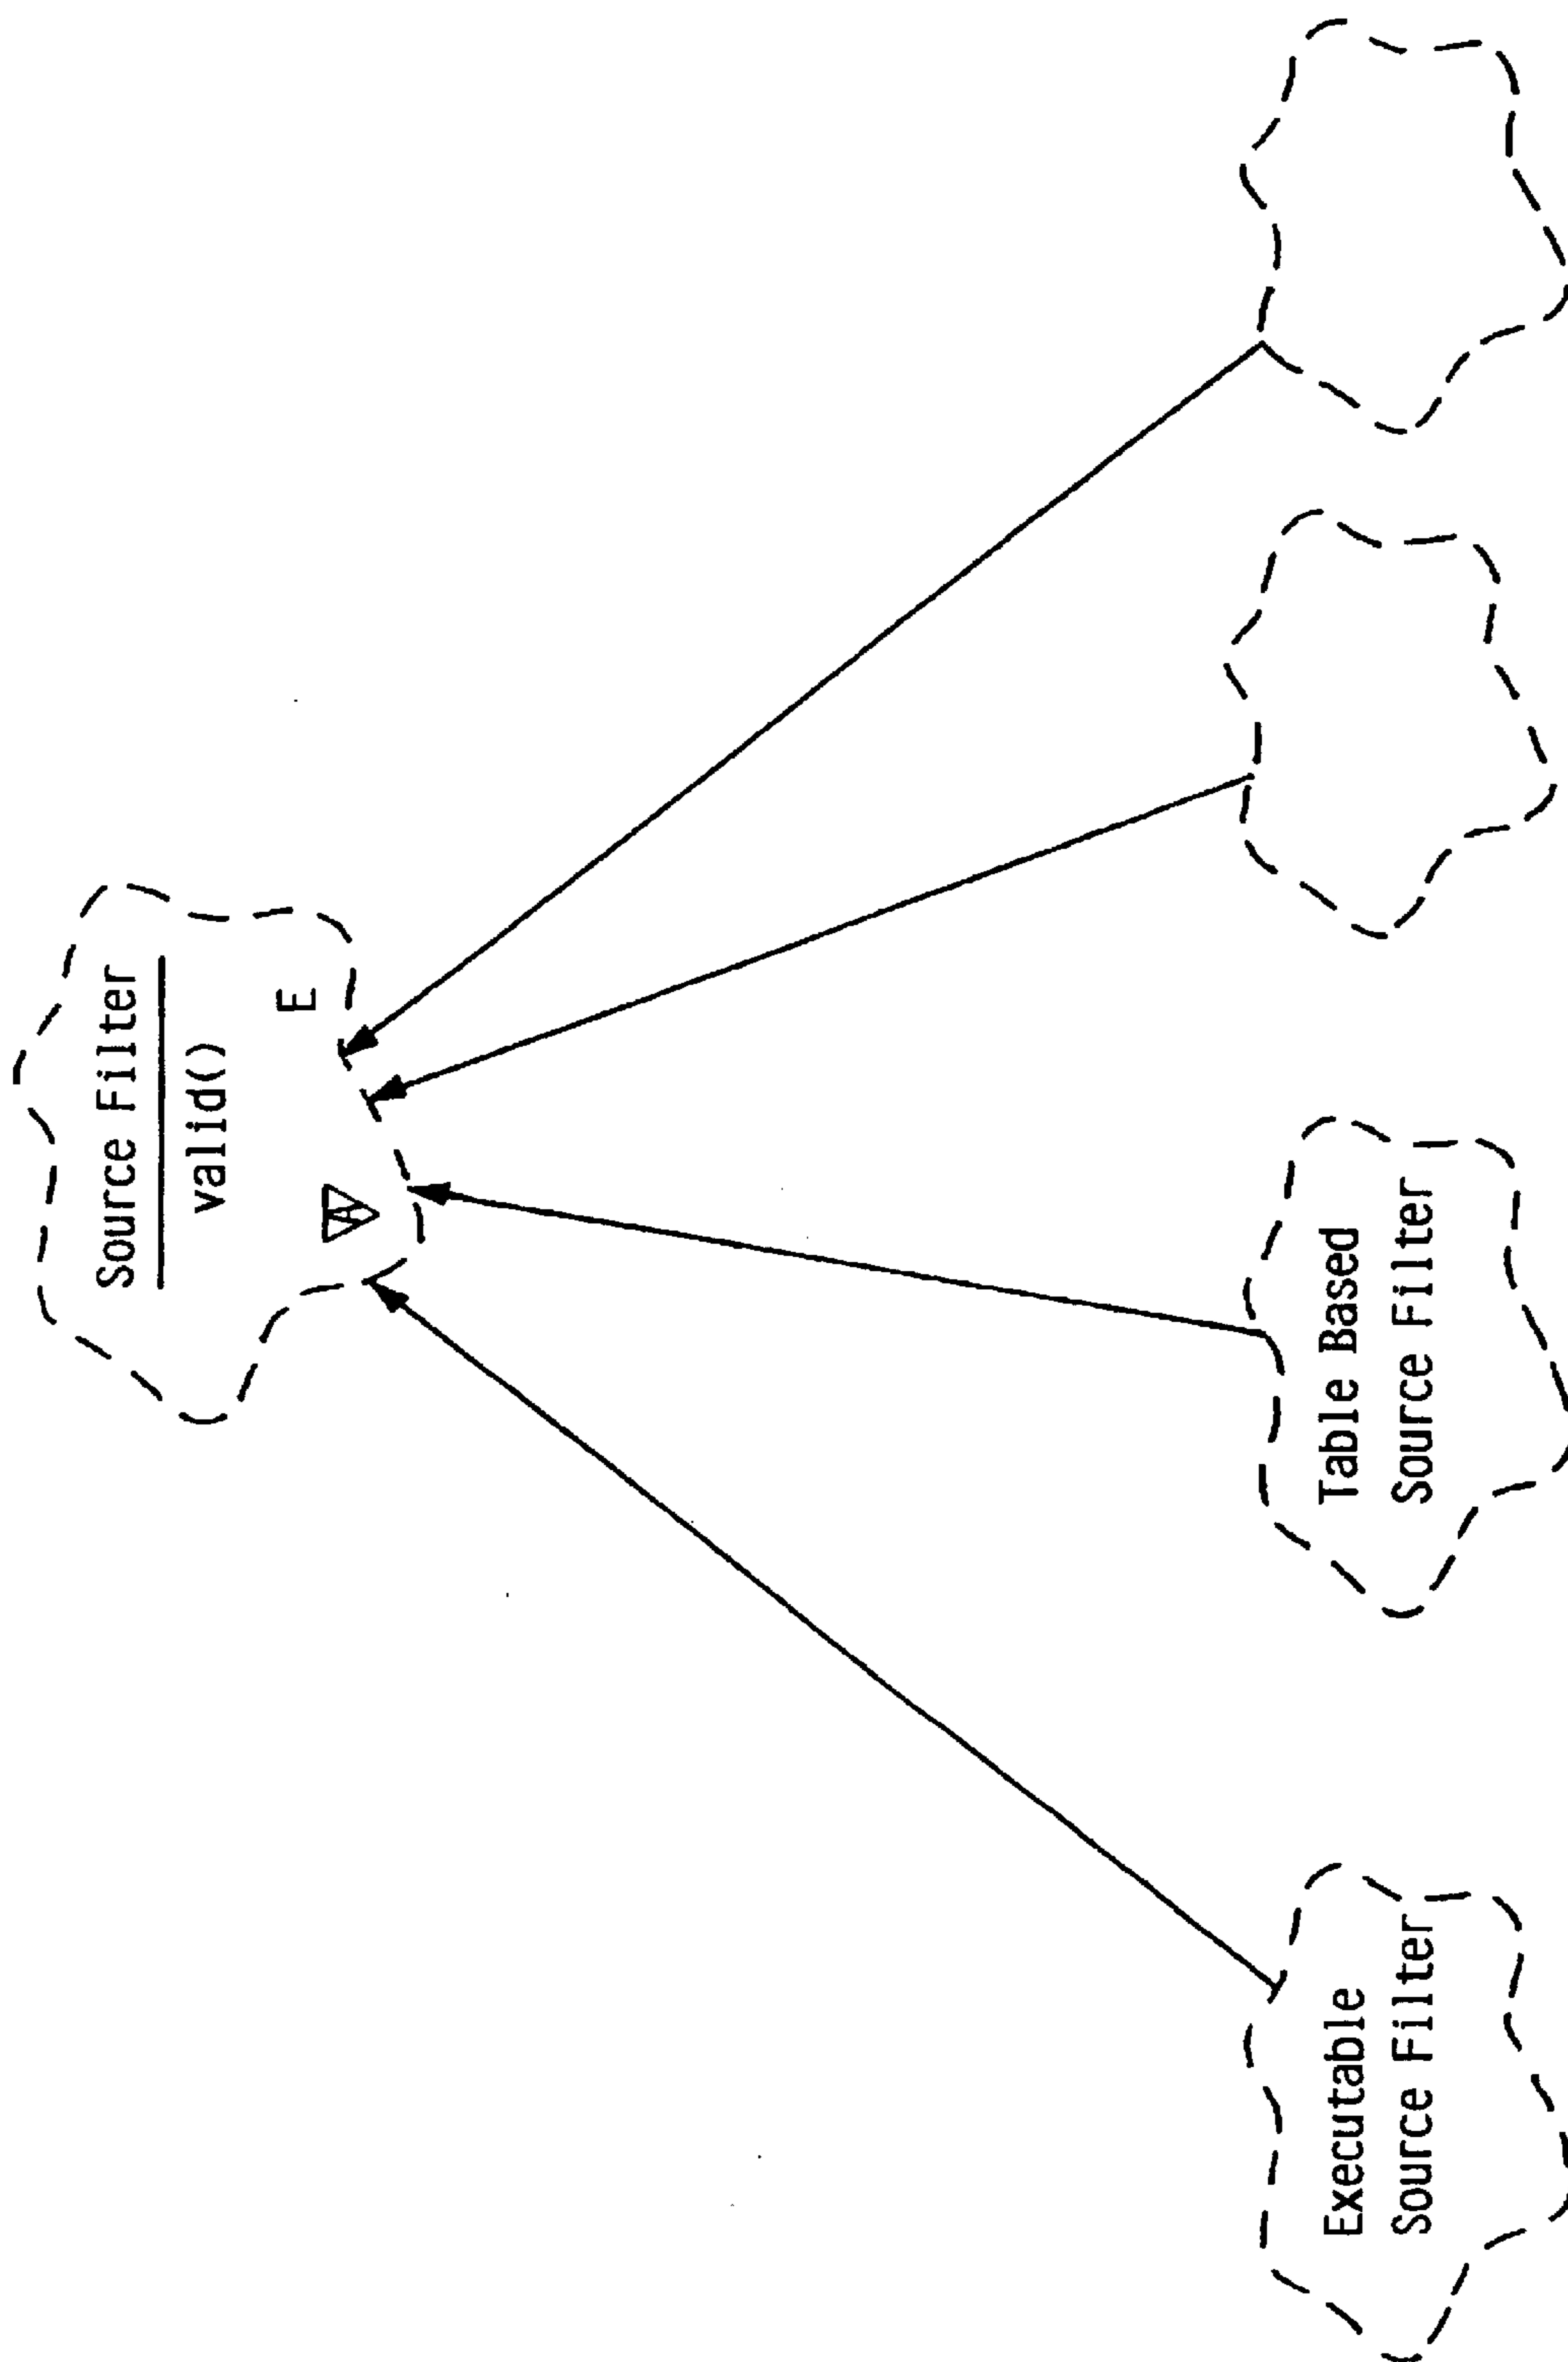 Source Filter
valid()
A
E
Executable
Source Filter
Table Based
Source Filter